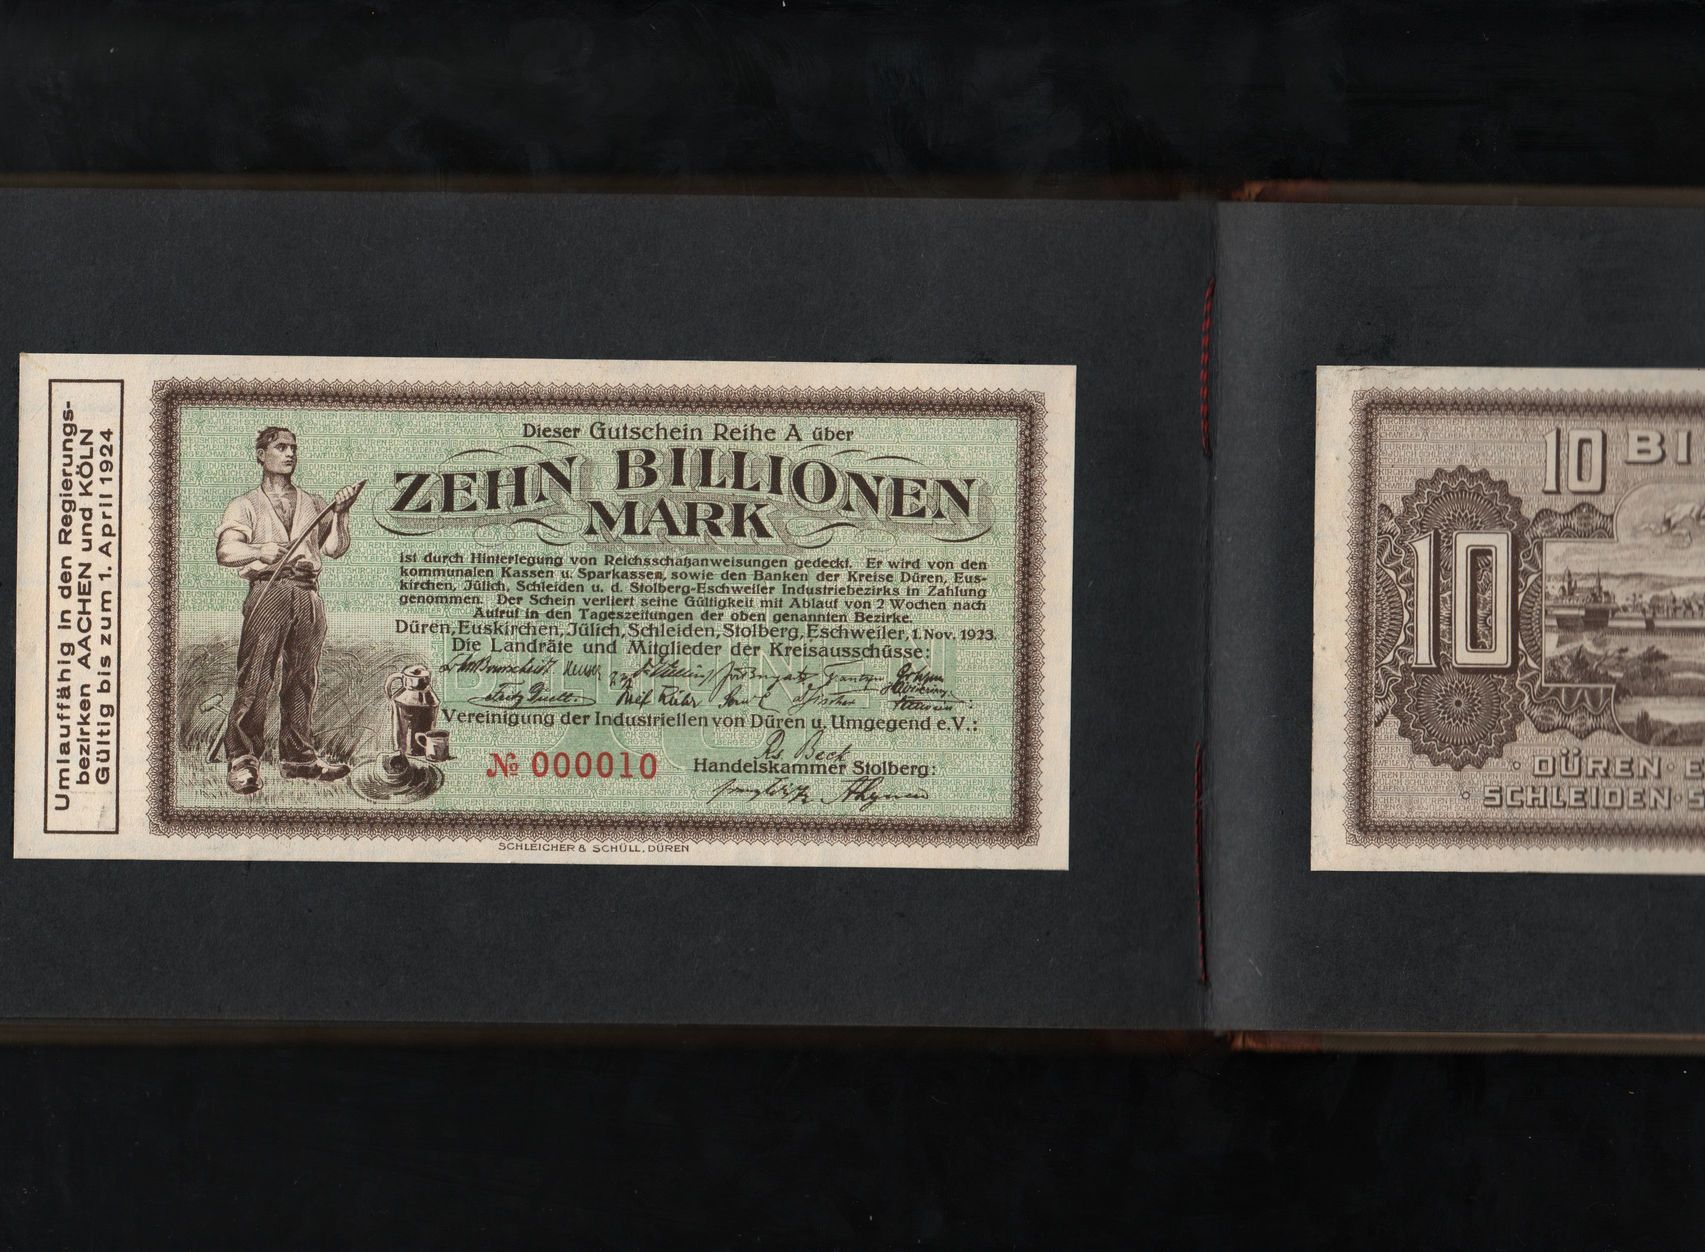 Umlauffähig in den Regierungs-
bezirken AACHEN und KÖLN
Gültig bis zum 1. April 1924
Dieser Gutschein Reihe A über
ZEHN BILLIONEN
MARK
ist durch Hinterlegung von Reichsschatzanweisungen gedeckt. Er wird von den
kommunalen Kassen u. Sparkassen, sowie den Banken der Kreise Düren, Eus-
kirchen, Jülich, Schleiden u. d. Stolberg-Eschweiler Industriebezirks in Zahlung
genommen. Der Schein verliert seine Gültigkeit mit Ablauf von 2 Wochen nach
Aufruf in den Tageszeitungen der oben genannten Bezirke.
Düren, Euskirchen, Jülich, Schleiden, Stolberg, Eschweiler, 1. Nov. 1923.
Die Landräte und Mitglieder der Kreisausschüsse:
Vereinigung der Industriellen von Düren u. Umgegend e.V.:
Rs. Beck
No 000010 Handelskammer Stolberg:
SCHLEICHER & SCHÜLL, DÜREN
10 BI
10
DÜREN · E
SCHLEIDEN · S